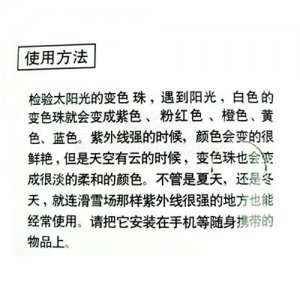 使用方法
检验太阳光的变色珠，遇到阳光，白色的
变色珠就会变成紫色、粉红色、橙色、黄
色、蓝色。紫外线强的时候，颜色会变的很
鲜艳，但是天空有云的时候，变色珠也会变
成很淡的柔和的颜色。不管是夏天，还是冬
天，就连滑雪场那样紫外线很强的地方也能
经常使用。请把它安装在手机等随身携带的
物品上。